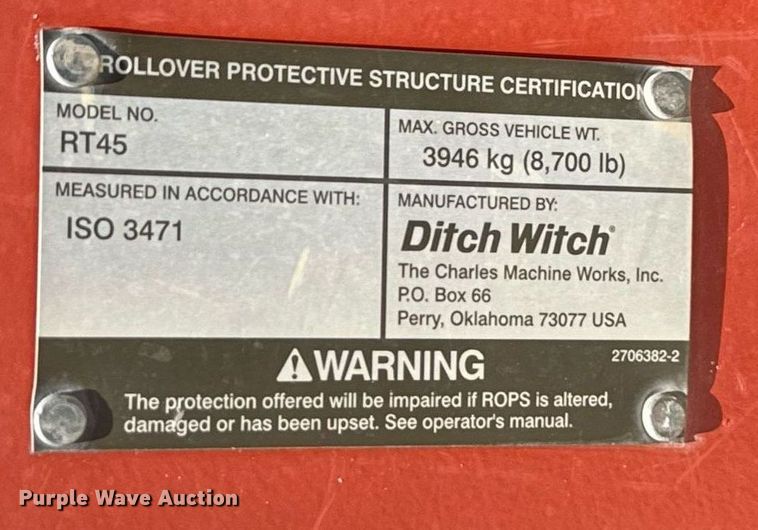 ROLLOVER PROTECTIVE STRUCTURE CERTIFICATION
MODEL NO.
RT45
MAX. GROSS VEHICLE WT.
3946 kg (8,700 lb)
MEASURED IN ACCORDANCE WITH:
ISO 3471
MANUFACTURED BY:
Ditch Witch®
The Charles Machine Works, Inc.
P.O. Box 66
Perry, Oklahoma 73077 USA
⚠WARNING
2706382-2
The protection offered will be impaired if ROPS is altered,
damaged or has been upset. See operator's manual.
Purple Wave Auction